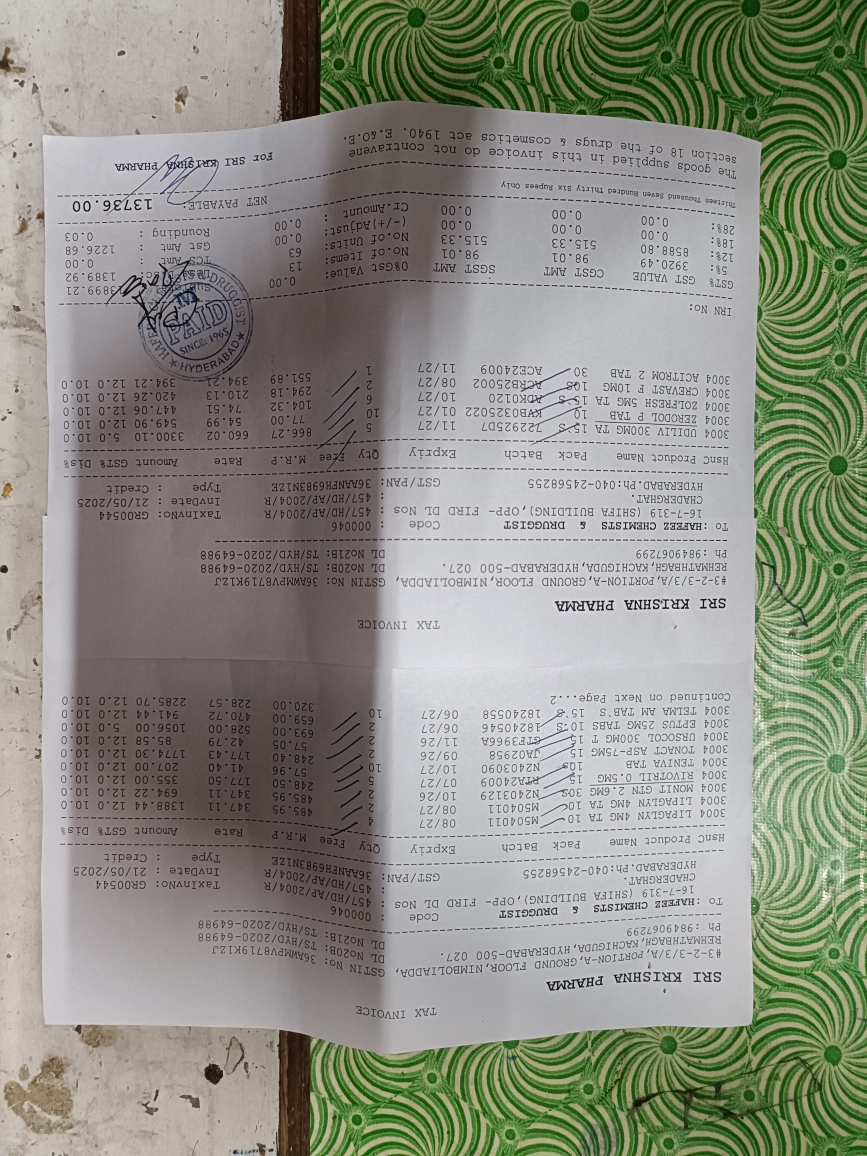 TAX INVOICE
SRI KRISHNA PHARMA
#3-2-3/3/A, PORTION-A, GROUND FLOOR, NIMBOLIADDA, GSTIN No: 36AWMPV8719K1ZJ
REHMATHBAGH, KACHIGUDA, HYDERABAD-500 027. DL No20B: TS/HYD/2020-64988
Ph :9849067299 DL No21B: TS/HYD/2020-64988
To :HAFEEZ CHEMISTS & DRUGGIST Code : 000046 TaxInvNo: GR00544
16-7-319 (SHIFA BUILDING), OPP- FIRD DL Nos : 457/HD/AP/2004/R InvDate : 21/05/2025
CHADERGHAT. : 457/HD/AP/2004/R Type : Credit
HYDERABAD.Ph:040-24568255 GST/PAN: 36AANFH6983N1ZE
Hsnc Product Name Pack Batch Expriy Qty Free M.R.P Rate Amount GST% Dis%
3004 LIPAGLYN 4MG TA 10 M504011 08/27 4 485.95 347.11 1388.44 12.0 10.0
3004 LIPAGLYN 4MG TA 10 M504011 08/27 2 485.95 347.11 694.22 12.0 10.0
3004 MONIT GTN 2.6MG 30s N2403129 10/26 2 248.50 177.50 355.00 12.0 10.0
3004 RIVOTRIL 0.5MG 15 RTAZ4009 07/27 5 57.96 41.40 207.00 12.0 10.0
3004 TENIVA TAB 10s N2403090 10/27 10 248.40 177.43 1774.30 12.0 10.0
3004 TONACT ASP-75MG 15 JA02958 09/26 2 57.05 42.79 85.58 12.0 10.0
3004 URSOCOL 300MG T 15 GTF3966A 11/26 2 693.00 528.00 1056.00 5.0 10.0
3004 EPTUS 25MG TABS 10'S 18240546 06/27 2 659.00 470.72 941.44 12.0 10.0
3004 TELMA AM TAB'S 15'S 18240558 06/27 10 320.00 228.57 2285.70 12.0 10.0
Continued on Next Page...2
TAX INVOICE
SRI KRISHNA PHARMA
#3-2-3/3/A, PORTION-A, GROUND FLOOR, NIMBOLIADDA, GSTIN No: 36AWMPV8719K1ZJ
REHMATHBAGH, KACHIGUDA, HYDERABAD-500 027. DL No20B: TS/HYD/2020-64988
Ph :9849067299 DL No21B: TS/HYD/2020-64988
To :HAFEEZ CHEMISTS & DRUGGIST Code : 000046 TaxInvNo: GR00544
16-7-319 (SHIFA BUILDING), OPP- FIRD DL Nos : 457/HD/AP/2004/R InvDate : 21/05/2025
CHADERGHAT. : 457/HD/AP/2004/R Type : Credit
HYDERABAD.Ph:040-24568255 GST/PAN: 36AANFH6983N1ZE
Hsnc Product Name Pack Batch Expriy Qty Free M.R.P Rate Amount GST% Dis%
3004 UDILIV 300MG TA 15'S 7222507 11/27 5 866.27 660.02 3300.10 5.0 10.0
3004 ZERODOL P TAB 10 KVB0325022 01/27 10 77.00 54.99 549.90 12.0 10.0
3004 ZOLFRESH 5MG TA 15'S ADK0120 10/27 6 104.32 74.51 447.06 12.0 10.0
3004 CREVAST F 10MG 10S ACRB25002 08/27 2 294.18 210.13 420.26 12.0 10.0
3004 ACITROM 2 TAB 30 ACE24009 11/27 1 551.89 394.21 394.21 12.0 10.0
IRN No:
GST% GST VALUE CGST AMT SGST AMT 0%Gst Value: 0.00 13899.21
5%: 3920.49 98.01 98.01 No.of Items: 13 1389.92
12%: 8588.80 515.33 515.33 No.of Units: 63 TCS Amt : 0.00
18%: 0.00 0.00 0.00 (-/+)Adjust: 0.00 Gst Amt : 1226.68
28%: 0.00 0.00 0.00 Cr.Amount : 0.00 Rounding : 0.03
Thirteen Thousand Seven Hundred Thirty Six Rupees Only NET PAYABLE: 13736.00
The goods supplied in this invoice do not contravene
section 18 of the drugs & cosmetics act 1940. E.&O.E. For SRI KRISHNA PHARMA
DRUGGIST
PAID
SINCE: 1965
★ HYDERABAD ★